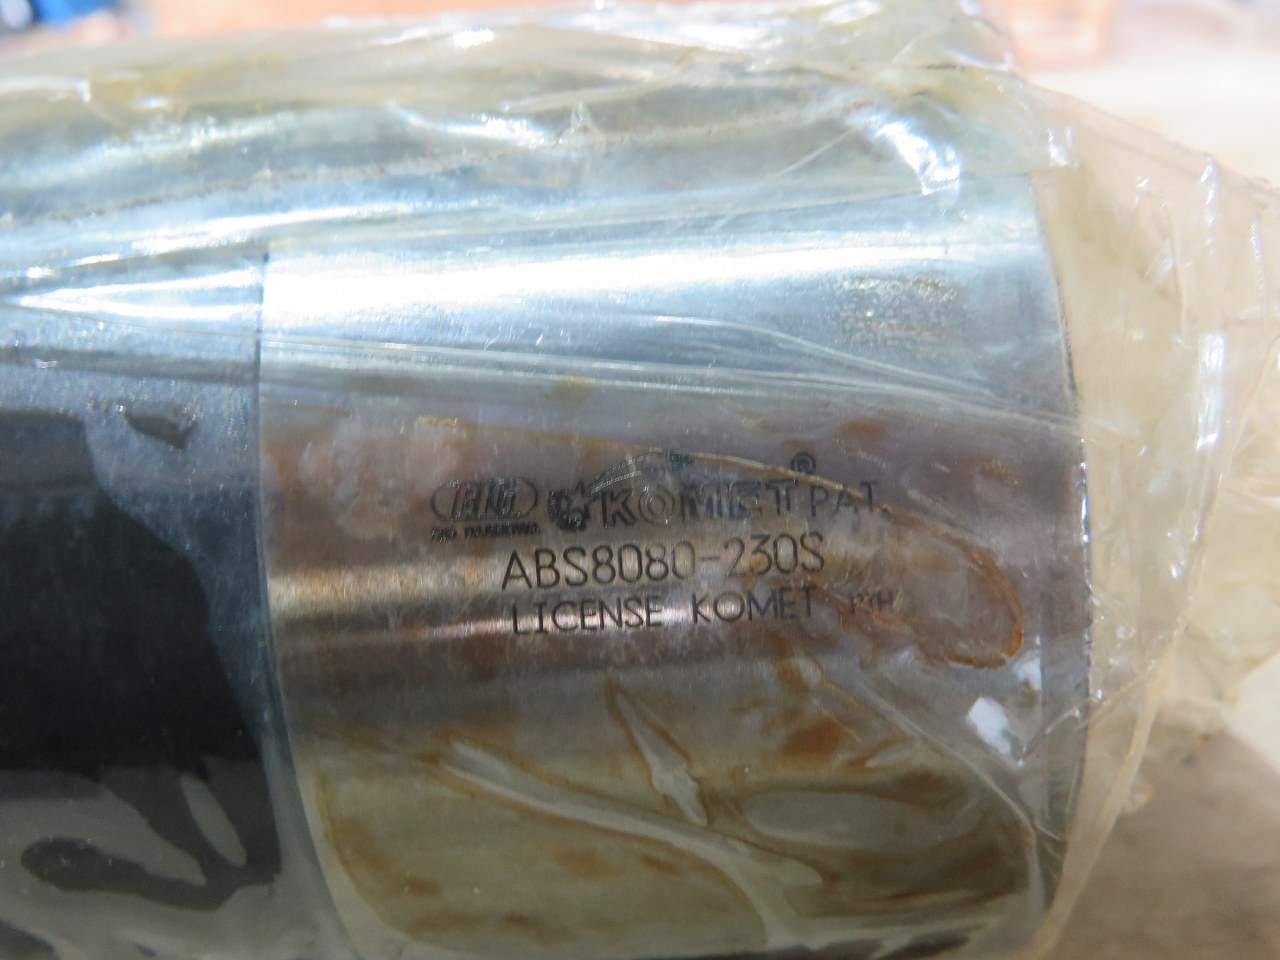 KOMET® PAT.
ABS8080-230S
LICENSE KOMET